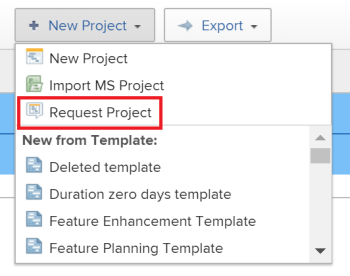 + New Project
Export
New Project
Import MS Project
Request Project
New from Template:
Deleted template
Duration zero days template
Feature Enhancement Template
Feature Planning Template